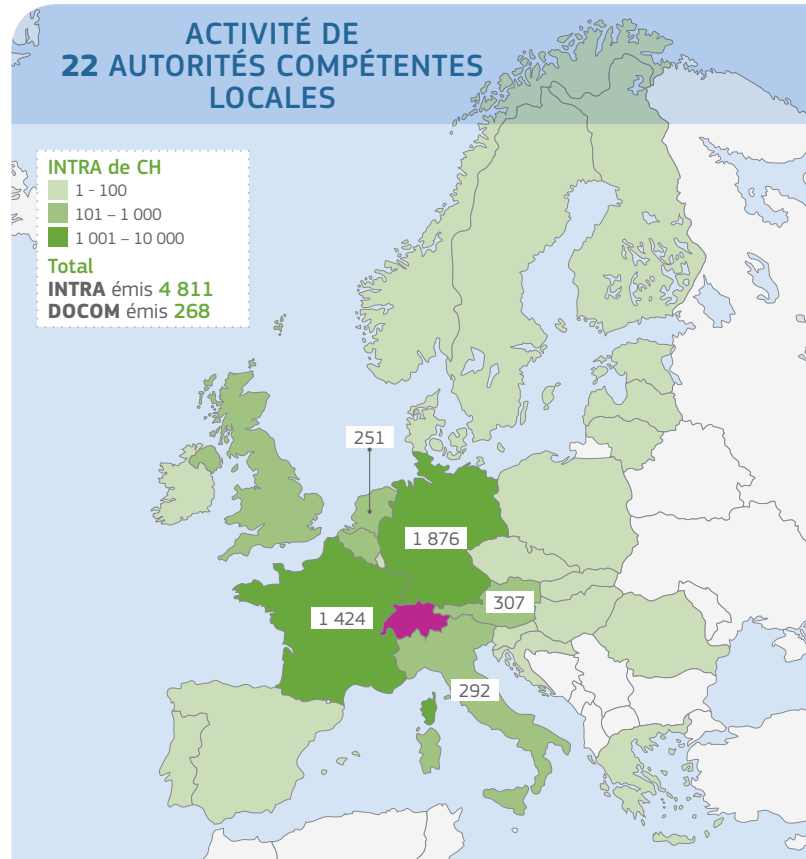 ACTIVITÉ DE
22 AUTORITÉS COMPÉTENTES
LOCALES
INTRA de CH
1 - 100
101 – 1 000
1 001 – 10 000
Total
INTRA émis 4 811
DOCOM émis 268
251
1 876
307
1 424
292